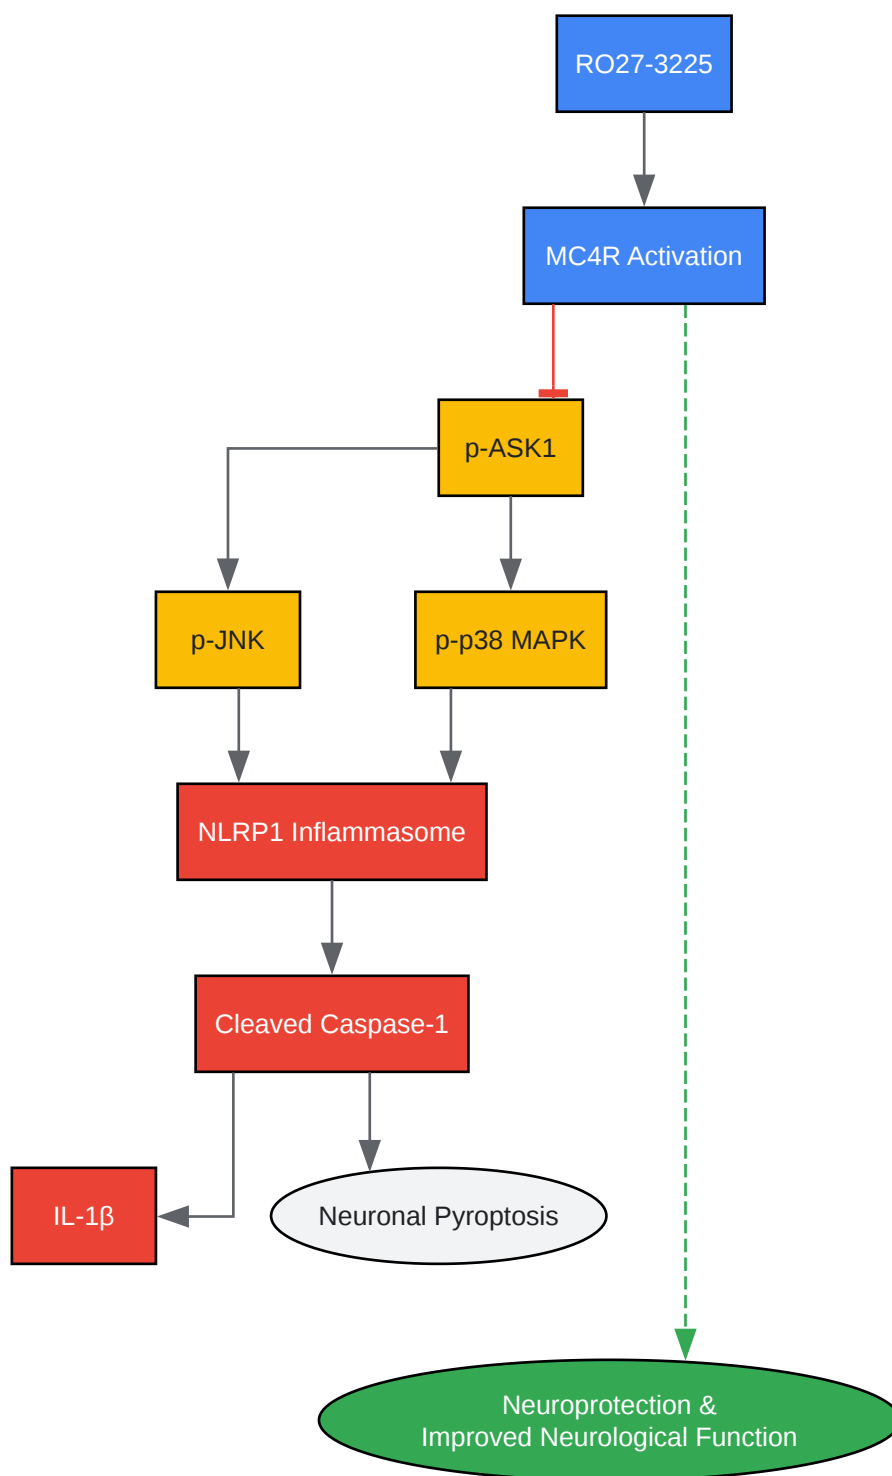 RO27-3225
MC4R Activation
p-ASK1
p-JNK
p-p38 MAPK
NLRP1 Inflammasome
Cleaved Caspase-1
IL-1β
Neuronal Pyroptosis
Neuroprotection &
Improved Neurological Function